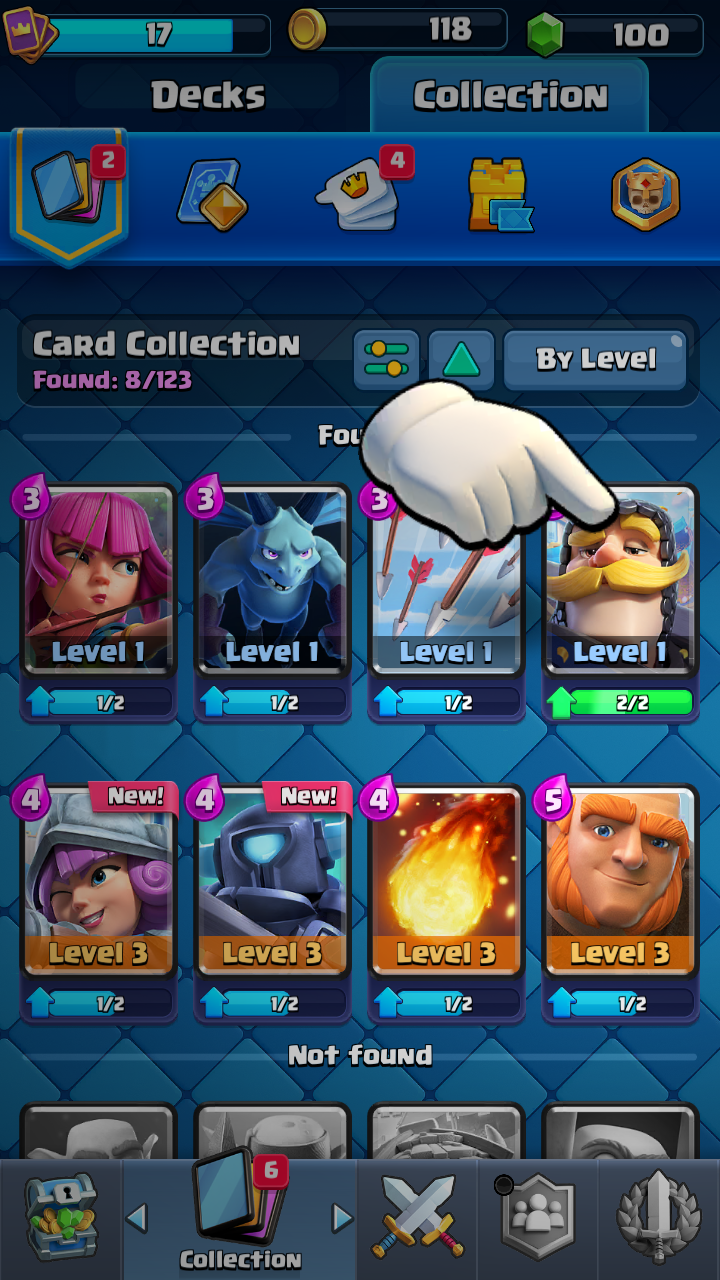 17
118
100
Decks
Collection
2
4
Card Collection
Found: 8/123
By Level
Fou
3
3
3
Level 1
Level 1
Level 1
Level 1
1/2
1/2
1/2
2/2
4
New!
4
New!
4
5
Level 3
Level 3
Level 3
Level 3
1/2
1/2
1/2
1/2
Not found
6
Collection